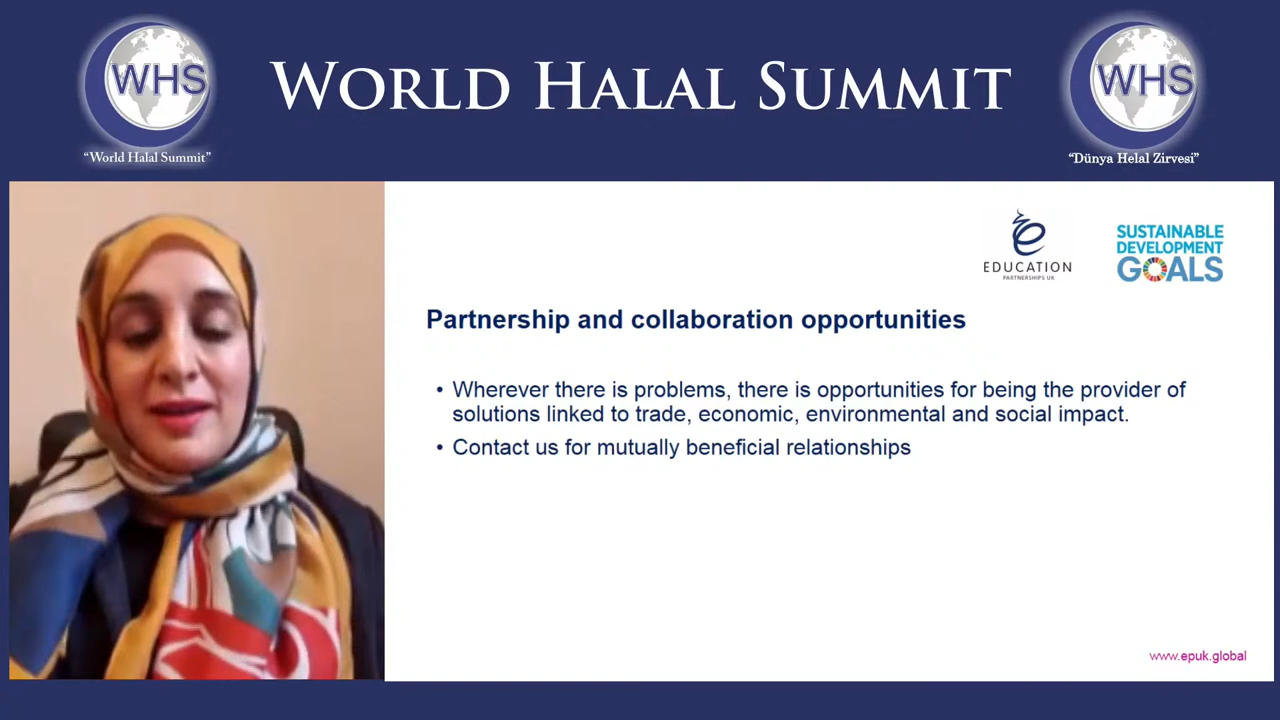 WHS
"World Halal Summit"
WORLD HALAL SUMMIT
WHS
"Dünya Helal Zirvesi"
EDUCATION
PARTNERSHIPS UK
SUSTAINABLE
DEVELOPMENT
GOALS
Partnership and collaboration opportunities
• Wherever there is problems, there is opportunities for being the provider of
solutions linked to trade, economic, environmental and social impact.
• Contact us for mutually beneficial relationships
www.epuk.global